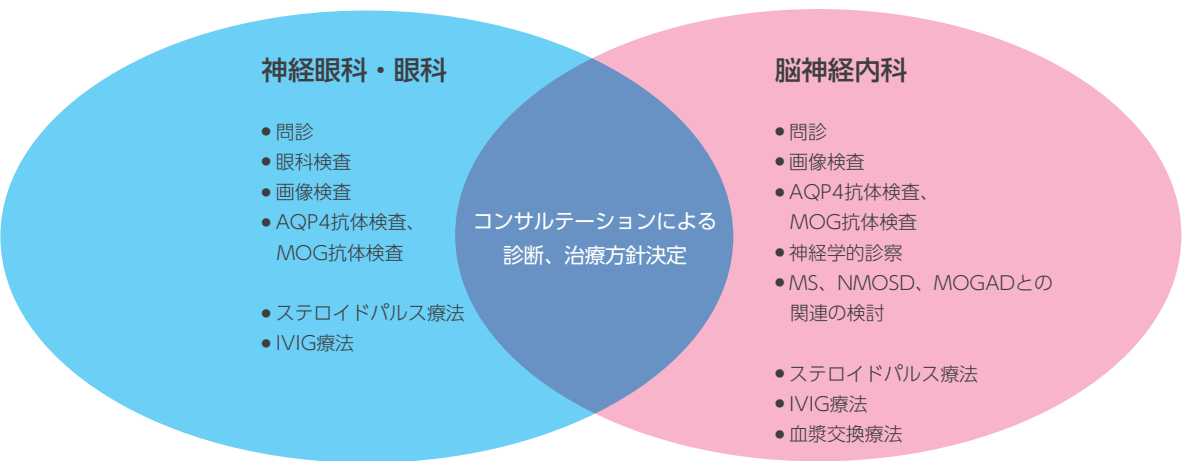 神経眼科・眼科
●問診
●眼科検査
●画像検査
●AQP4抗体検査、
MOG抗体検査
●ステロイドパルス療法
●IVIG療法
コンサルテーションによる
診断、治療方針決定
脳神経内科
●問診
●画像検査
●AQP4抗体検査、
MOG抗体検査
●神経学的診察
●MS、NMOSD、MOGADとの
関連の検討
●ステロイドパルス療法
●IVIG療法
●血漿交換療法